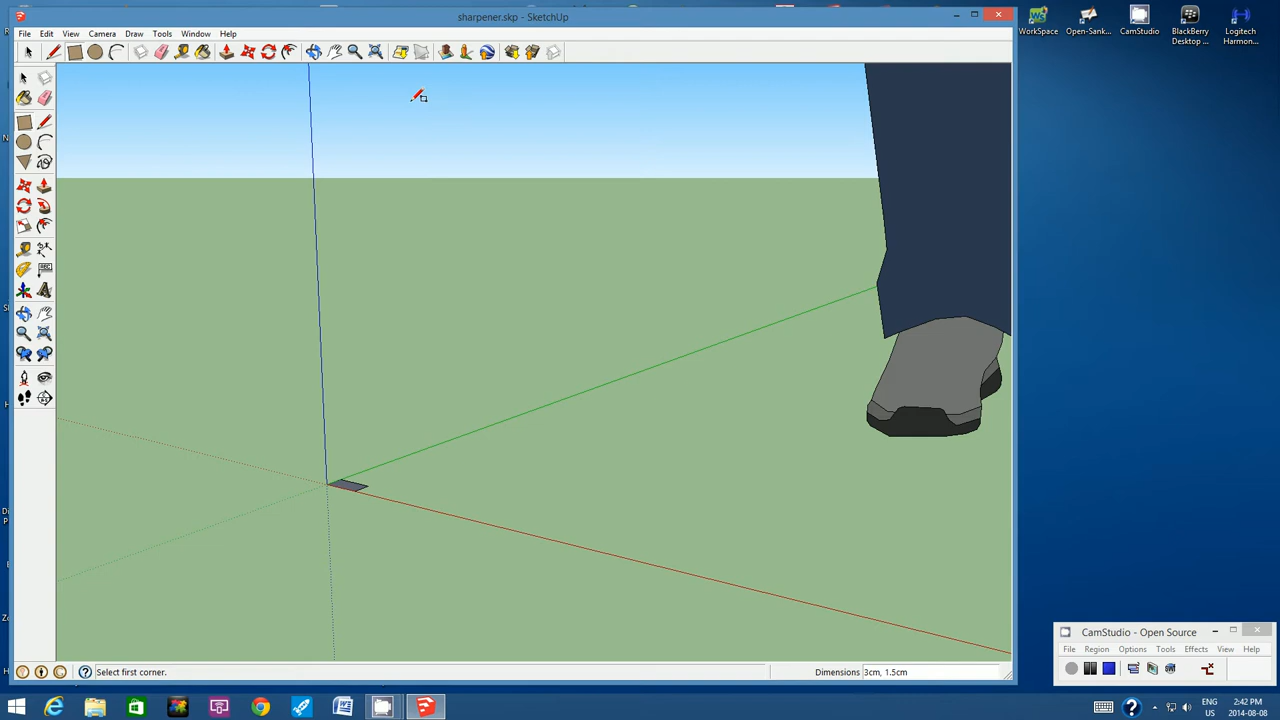 sharpener.skp - SketchUp
File Edit View Camera Draw Tools Window Help
WorkSpace
Open-Sank...
CamStudio
BlackBerry Desktop ...
Logitech Harmon...
CamStudio - Open Source
File Region Options Tools Effects View Help
Select first corner.
Dimensions 3cm, 1.5cm
ENG
US
2:42 PM
2014-08-08